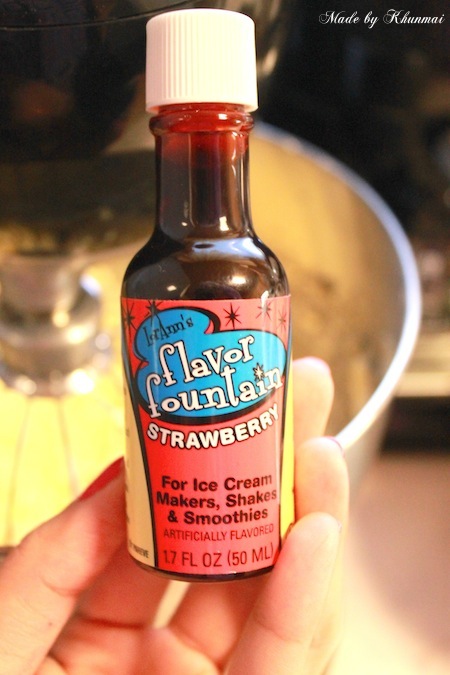 Made by Khunmai
LorAnn's
flavor
fountain
STRAWBERRY
For Ice Cream
Makers, Shakes
& Smoothies
ARTIFICIALLY FLAVORED
1.7 FL OZ (50 ML)